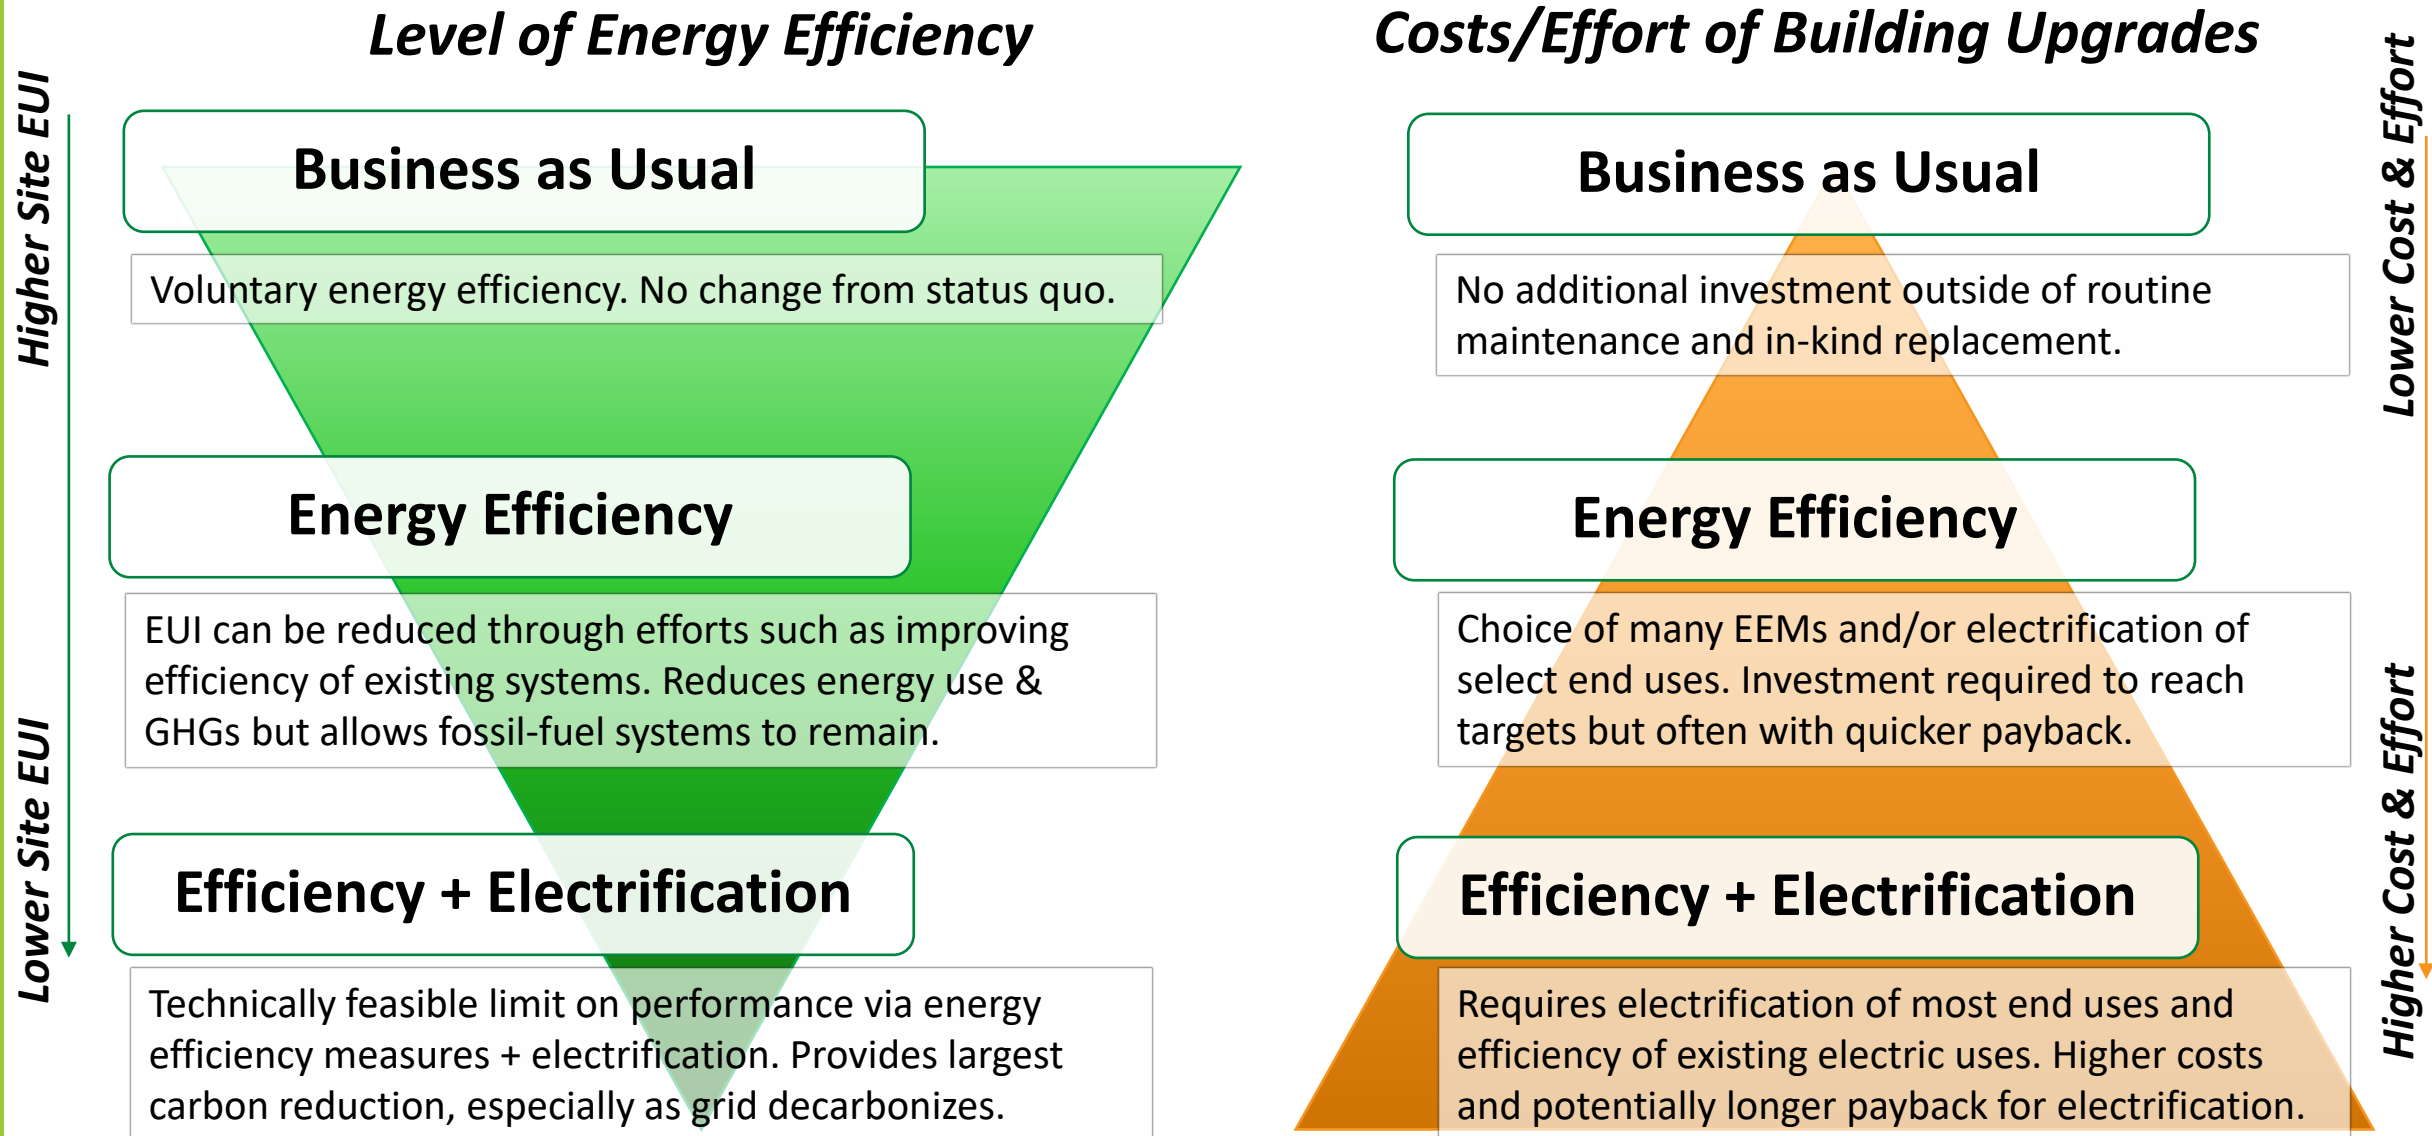 Level of Energy Efficiency
Higher Site EUI
Lower Site EUI
Business as Usual
Voluntary energy efficiency. No change from status quo.
Energy Efficiency
EUI can be reduced through efforts such as improving
efficiency of existing systems. Reduces energy use &
GHGs but allows fossil-fuel systems to remain.
Efficiency + Electrification
Technically feasible limit on performance via energy
efficiency measures + electrification. Provides largest
carbon reduction, especially as grid decarbonizes.
Costs/Effort of Building Upgrades
Business as Usual
No additional investment outside of routine
maintenance and in-kind replacement.
Energy Efficiency
Choice of many EEMs and/or electrification of
select end uses. Investment required to reach
targets but often with quicker payback.
Efficiency + Electrification
Requires electrification of most end uses and
efficiency of existing electric uses. Higher costs
and potentially longer payback for electrification.
Lower Cost & Effort
Higher Cost & Effort